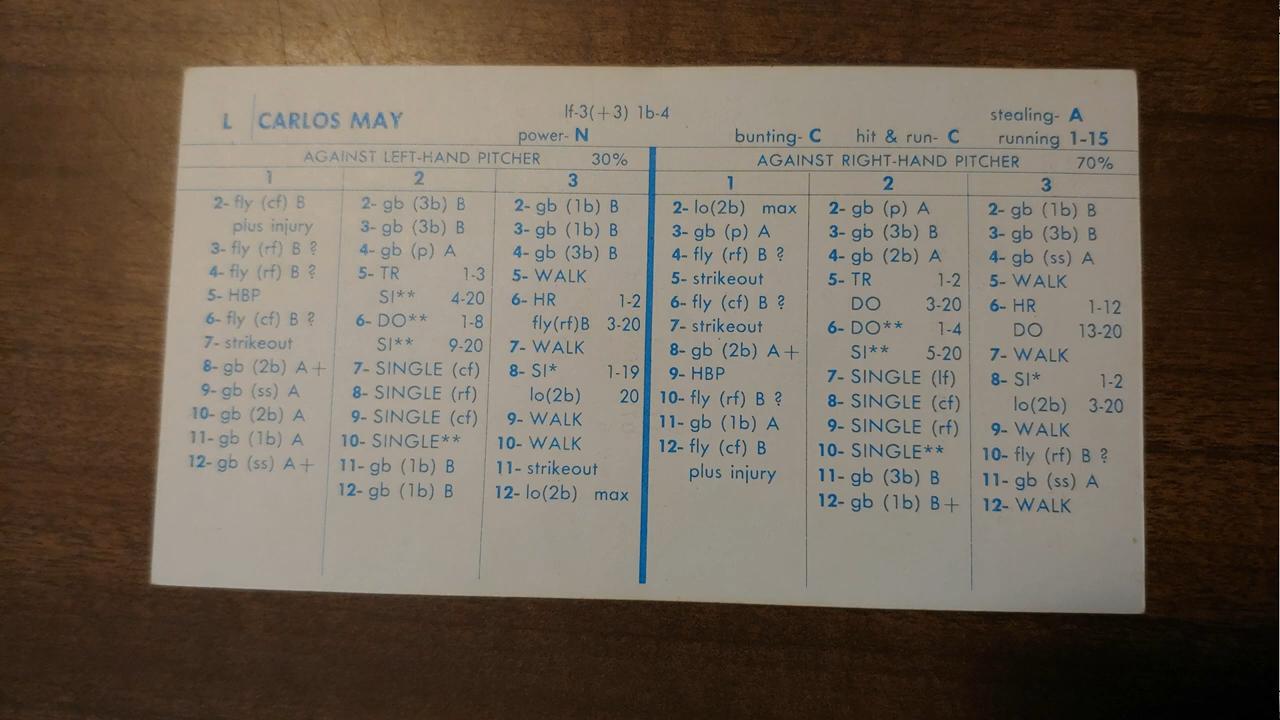 L CARLOS MAY lf-3(+3) 1b-4 stealing- A
power- N bunting- C hit & run- C running 1-15
AGAINST LEFT-HAND PITCHER 30%
1
2- fly (cf) B
plus injury
3- fly (rf) B ?
4- fly (rf) B ?
5- HBP
6- fly (cf) B ?
7- strikeout
8- gb (2b) A+
9- gb (ss) A
10- gb (2b) A
11- gb (1b) A
12- gb (ss) A+
2
2- gb (3b) B
3- gb (3b) B
4- gb (p) A
5- TR 1-3
SI** 4-20
6- DO** 1-8
SI** 9-20
7- SINGLE (cf)
8- SINGLE (rf)
9- SINGLE (cf)
10- SINGLE**
11- gb (1b) B
12- gb (1b) B
3
2- gb (1b) B
3- gb (1b) B
4- gb (3b) B
5- WALK
6- HR 1-2
fly(rf)B 3-20
7- WALK
8- SI* 1-19
lo(2b) 20
9- WALK
10- WALK
11- strikeout
12- lo(2b) max
AGAINST RIGHT-HAND PITCHER 70%
1
2- lo(2b) max
3- gb (p) A
4- fly (rf) B ?
5- strikeout
6- fly (cf) B ?
7- strikeout
8- gb (2b) A+
9- HBP
10- fly (rf) B ?
11- gb (1b) A
12- fly (cf) B
plus injury
2
2- gb (p) A
3- gb (3b) B
4- gb (2b) A
5- TR 1-2
DO 3-20
6- DO** 1-4
SI** 5-20
7- SINGLE (lf)
8- SINGLE (cf)
9- SINGLE (rf)
10- SINGLE**
11- gb (3b) B
12- gb (1b) B+
3
2- gb (1b) B
3- gb (3b) B
4- gb (ss) A
5- WALK
6- HR 1-12
DO 13-20
7- WALK
8- SI* 1-2
lo(2b) 3-20
9- WALK
10- fly (rf) B ?
11- gb (ss) A
12- WALK